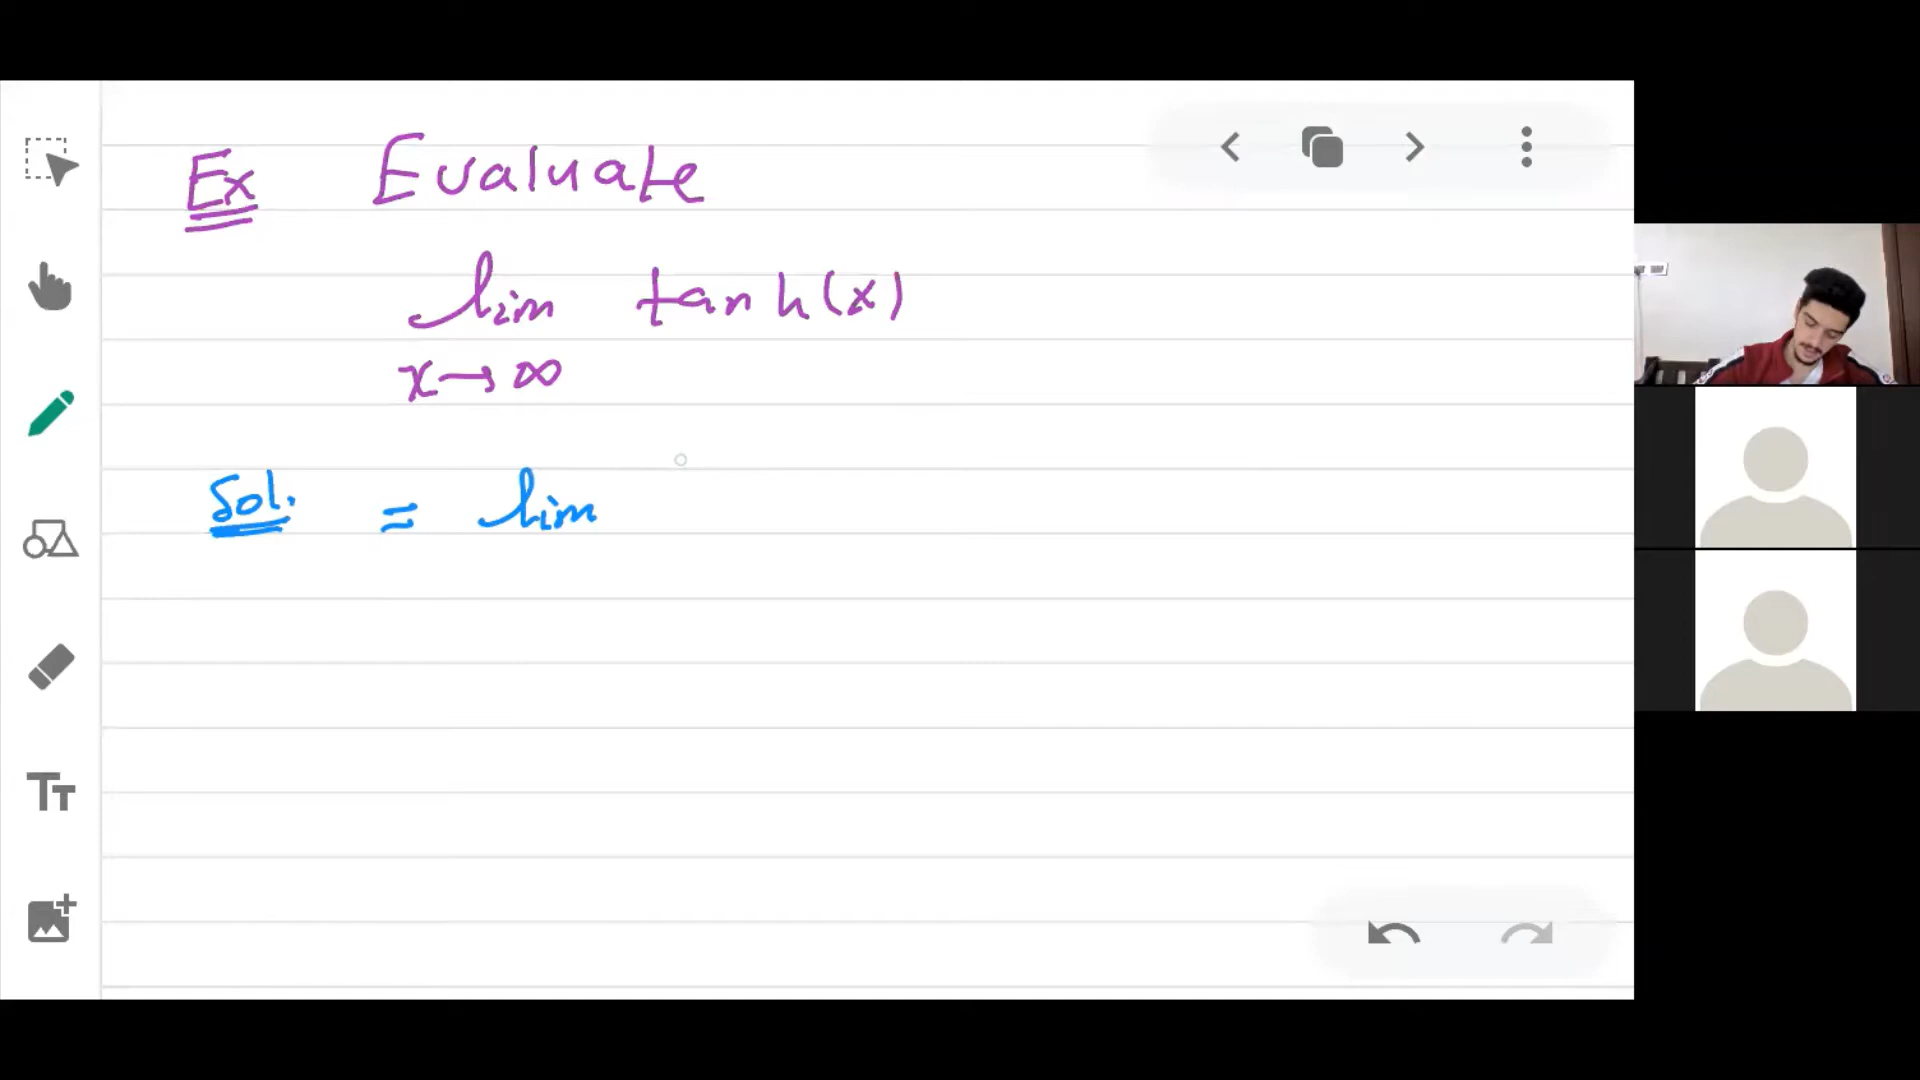 Ex Evaluate
lim tanh(x)
x→∞
Sol. = lim